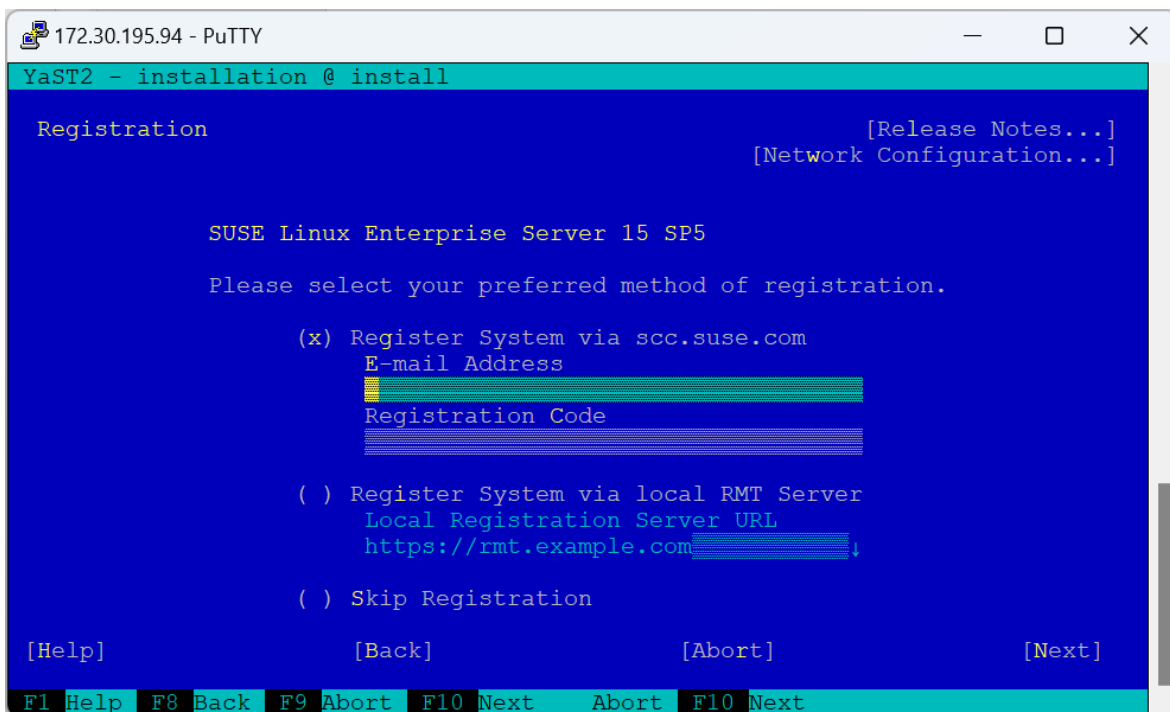 172.30.195.94 - PuTTY
YaST2 - installation @ install
Registration [Release Notes...]
[Network Configuration...]
SUSE Linux Enterprise Server 15 SP5
Please select your preferred method of registration.
(x) Register System via scc.suse.com
E-mail Address
Registration Code
( ) Register System via local RMT Server
Local Registration Server URL
https://rmt.example.com ↓
( ) Skip Registration
[Help] [Back] [Abort] [Next]
F1 Help F8 Back F9 Abort F10 Next Abort F10 Next